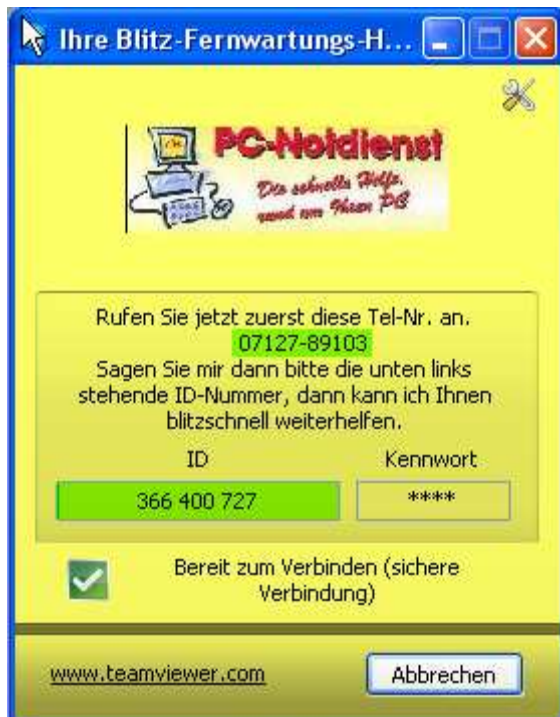 Ihre Blitz-Fernwartungs-H...
PC-Notdienst
Die schnelle Hilfe,
rund um Ihren PC
Rufen Sie jetzt zuerst diese Tel-Nr. an.
07127-89103
Sagen Sie mir dann bitte die unten links
stehende ID-Nummer, dann kann ich Ihnen
blitzschnell weiterhelfen.
ID
Kennwort
366 400 727
****
Bereit zum Verbinden (sichere
Verbindung)
www.teamviewer.com
Abbrechen